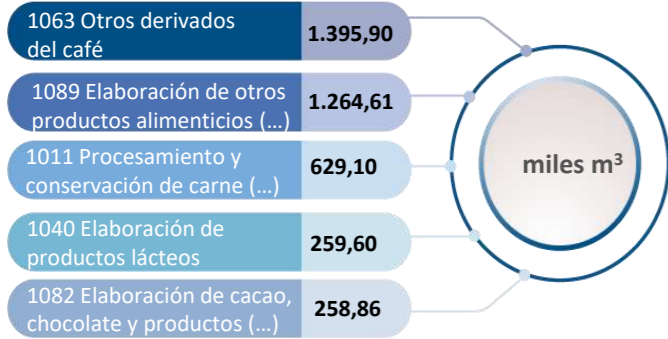 1063 Otros derivados
del café
1.395,90
1089 Elaboración de otros
productos alimenticios (...)
1.264,61
1011 Procesamiento y
conservación de carne (...)
629,10
1040 Elaboración de
productos lácteos
259,60
1082 Elaboración de cacao,
chocolate y productos (...)
258,86
miles m³